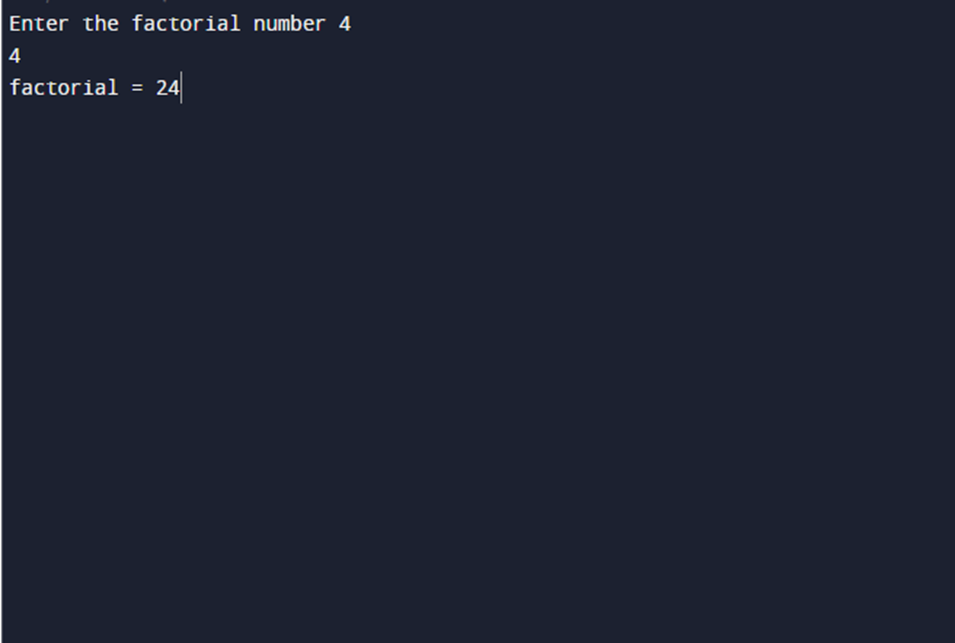 Enter the factorial number 4
4
factorial = 24